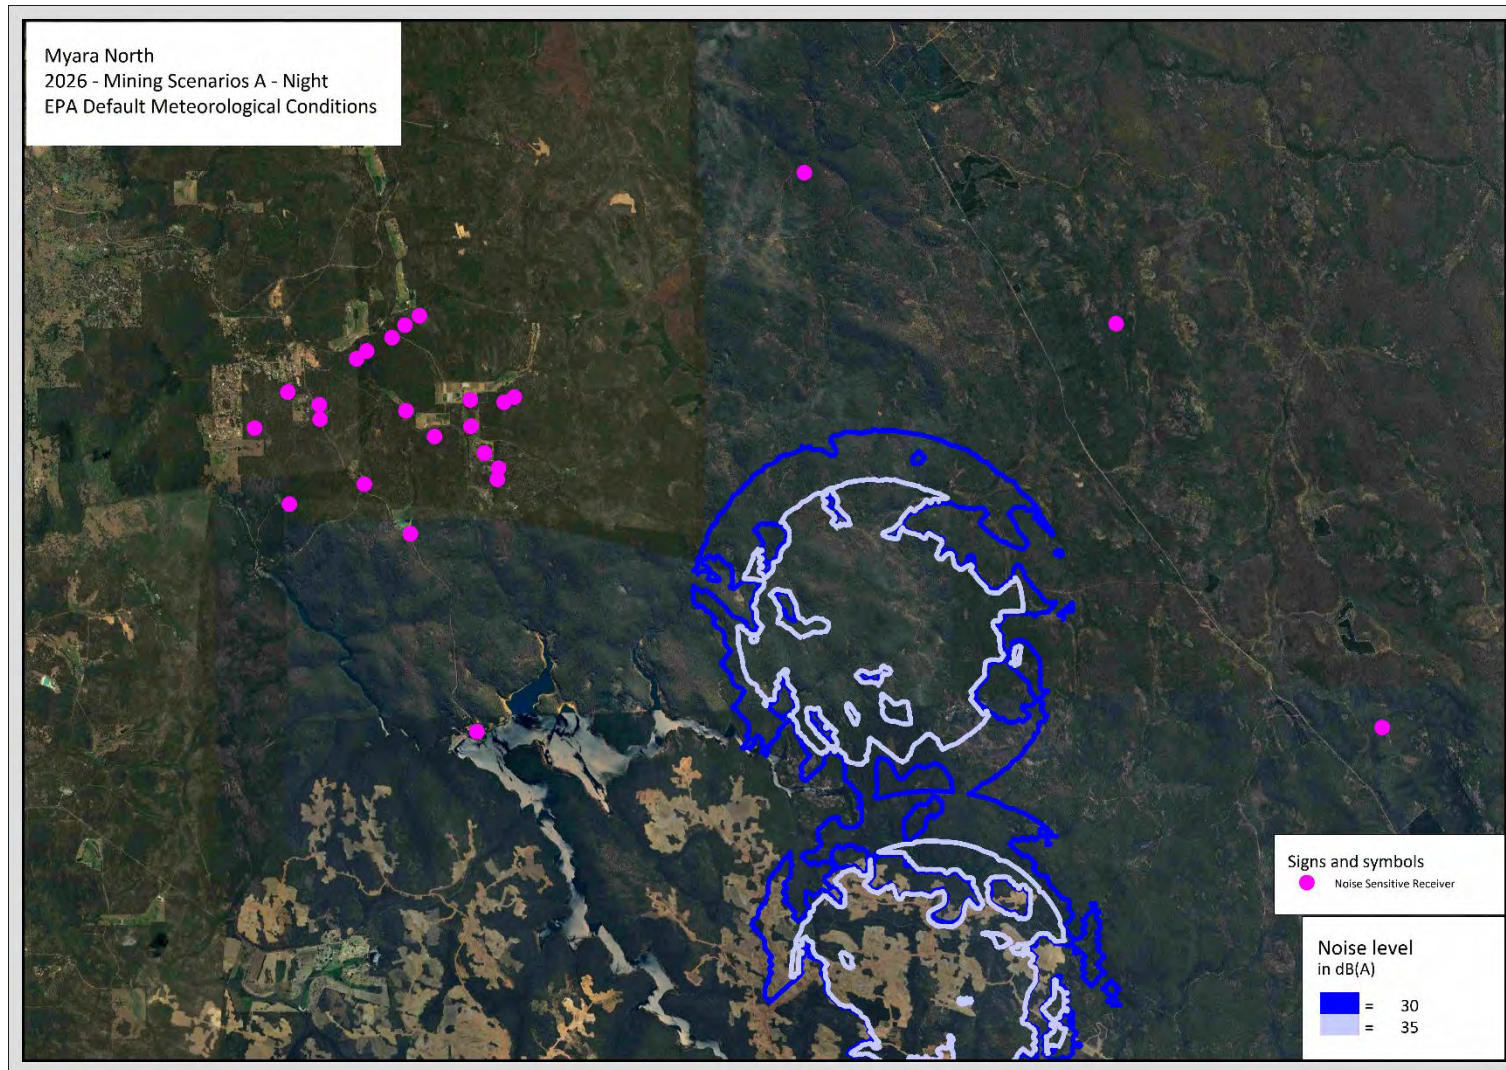 Myara North
2026 - Mining Scenarios A - Night
EPA Default Meteorological Conditions
Signs and symbols
Noise Sensitive Receiver
Noise level
in dB(A)
= 30
= 35